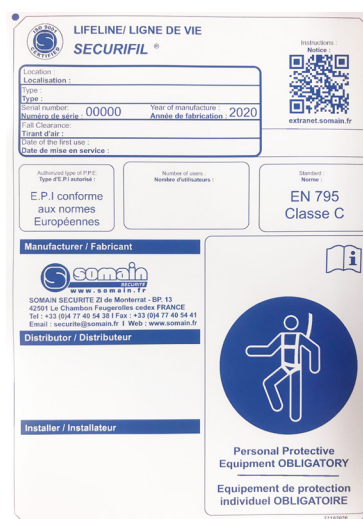 ISO 9001
CERTIFIED
LIFELINE/ LIGNE DE VIE
SECURIFIL ®
Instructions :
Notice :
extranet.somain.fr
Location :
Localisation :
Type :
Type :
Serial number:
Numéro de série : 00000
Year of manufacture :
Année de fabrication : 2020
Fall Clearance:
Tirant d'air :
Date of the first use :
Date de mise en service :
Authorized type of P.P.E:
Type d'E.P.I autorisé :
E.P.I conforme
aux normes
Européennes
Number of users :
Nombre d'utilisateurs :
Standard :
Norme :
EN 795
Classe C
Manufacturer / Fabricant
somain
SECURITE
www.somain.fr
SOMAIN SECURITE ZI de Monterrat - BP. 13
42501 Le Chambon Feugerolles cedex FRANCE
Tel : +33 (0)4 77 40 54 38 I Fax : +33 (0)4 77 40 54 41
Email : securite@somain.fr I Web : www.somain.fr
Distributor / Distributeur
Installer / Installateur
i
Personal Protective
Equipment OBLIGATORY
Equipement de protection
individuel OBLIGATOIRE